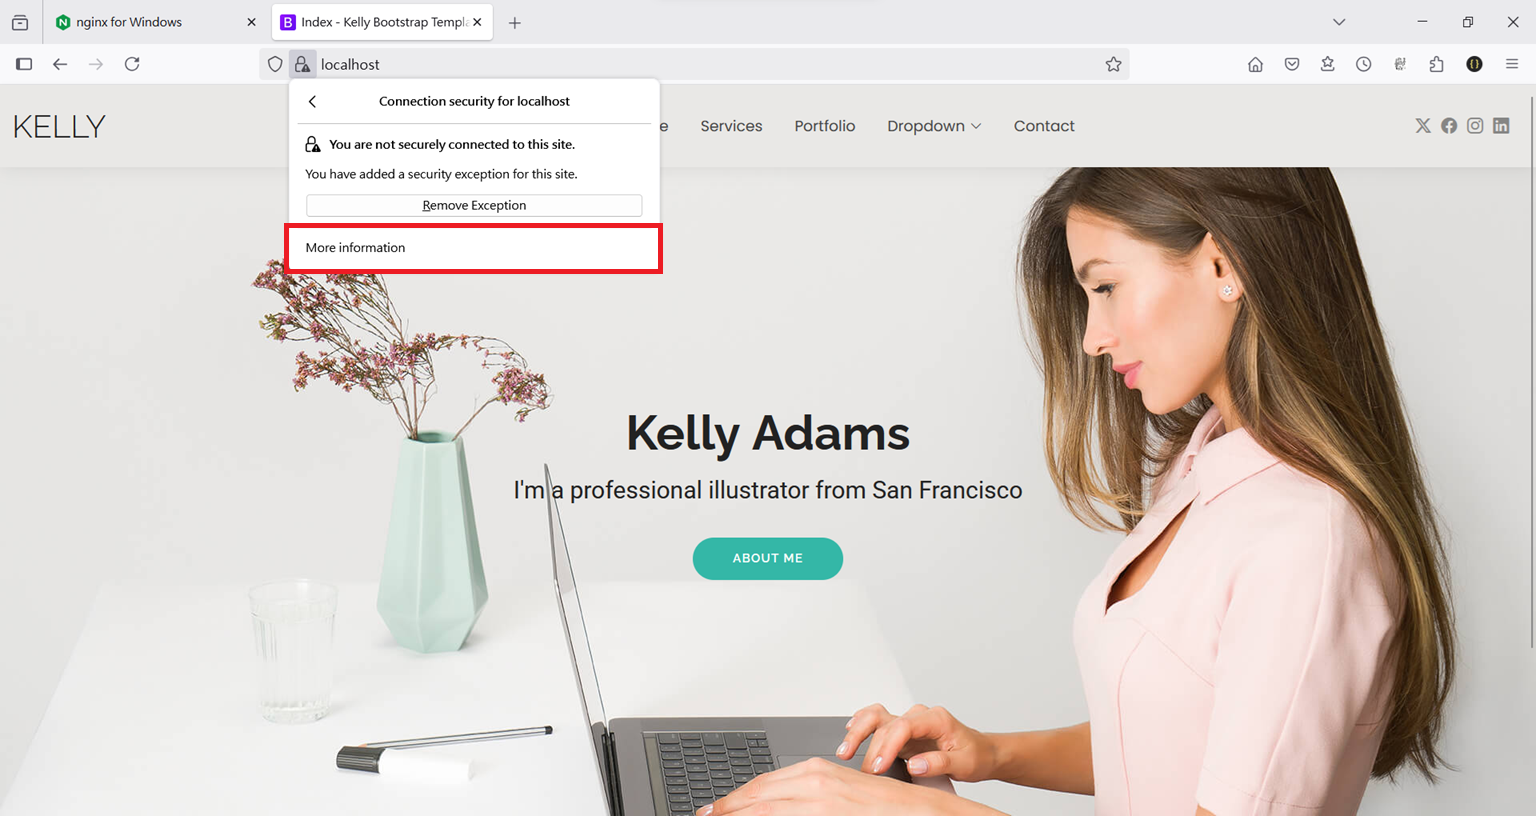 nginx for Windows
Index - Kelly Bootstrap Templa
localhost
Connection security for localhost
You are not securely connected to this site.
You have added a security exception for this site.
Remove Exception
More information
KELLY
e
Services
Portfolio
Dropdown
Contact
Kelly Adams
I'm a professional illustrator from San Francisco
ABOUT ME